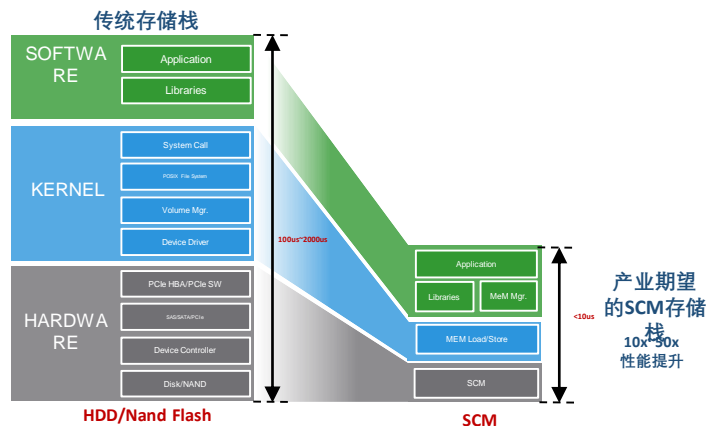 传统存储栈
SOFTWA
RE
Application
Libraries
KERNEL
System Call
POSIX File System
Volume Mgr.
Device Driver
HARDWA
RE
PCIe HBA/PCIe SW
SAS/SATA/PCIe
Device Controller
Disk/NAND
HDD/Nand Flash
100us~2000us
Application
Libraries
MeM Mgr.
MEM Load/Store
SCM
SCM
<10us
产业期望
的SCM存储
栈
10x~50x
性能提升